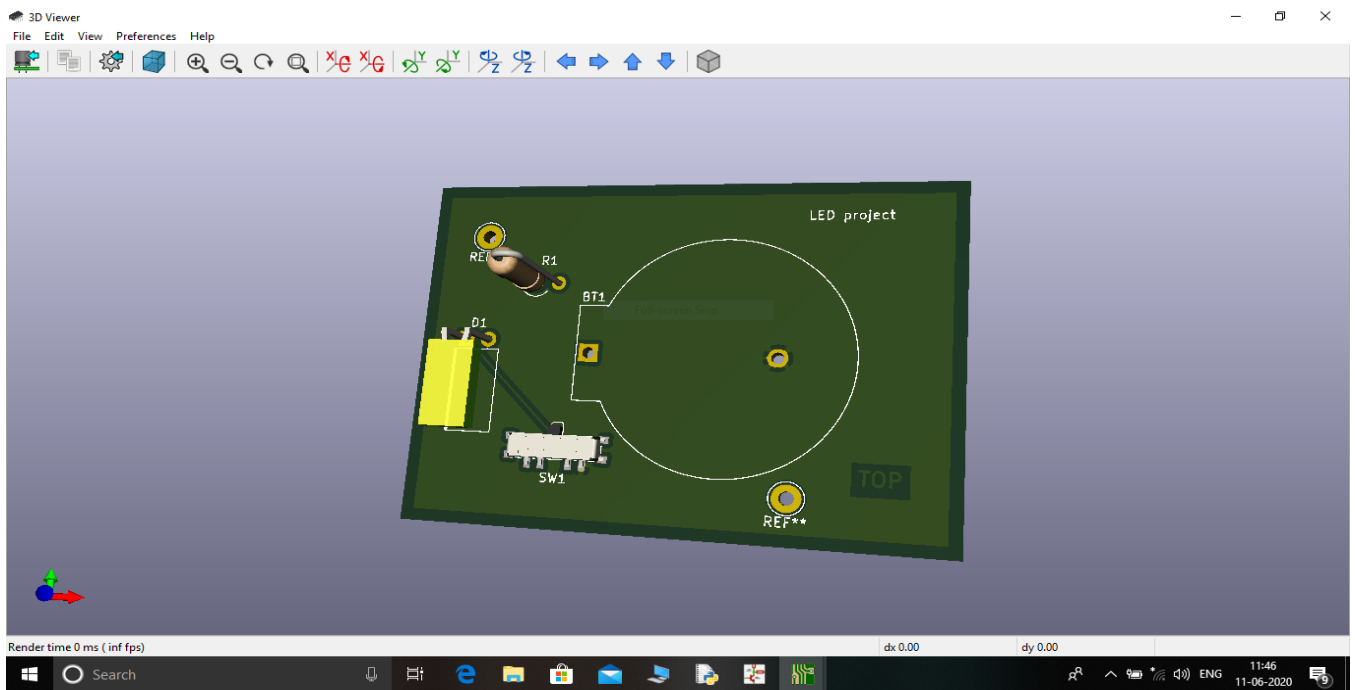 3D Viewer
File Edit View Preferences Help
LED project
R1
BT1
D1
SW1
TOP
REF**
Render time 0 ms ( inf fps)
dx 0.00
dy 0.00
Search
ENG
11:46
11-06-2020
9